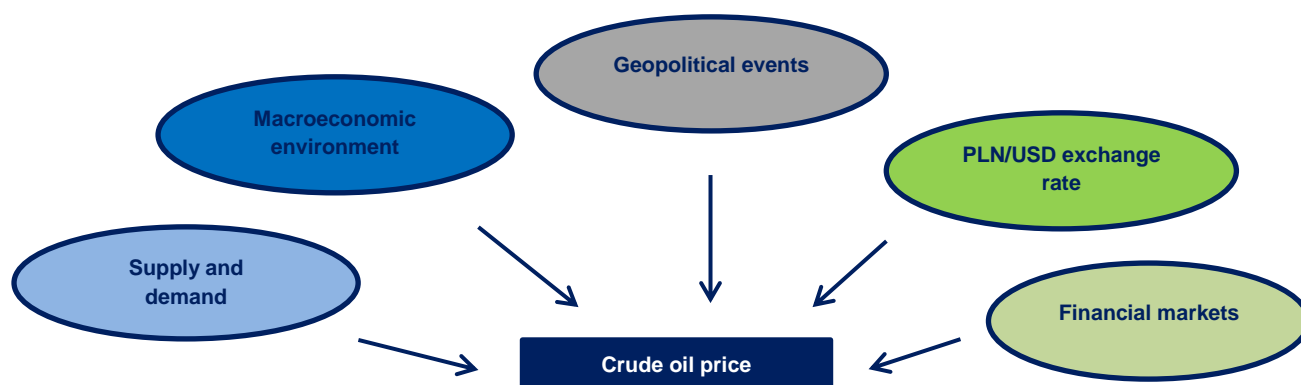 Geopolitical events
Macroeconomic
environment
PLN/USD exchange
rate
Supply and
demand
Financial markets
Crude oil price